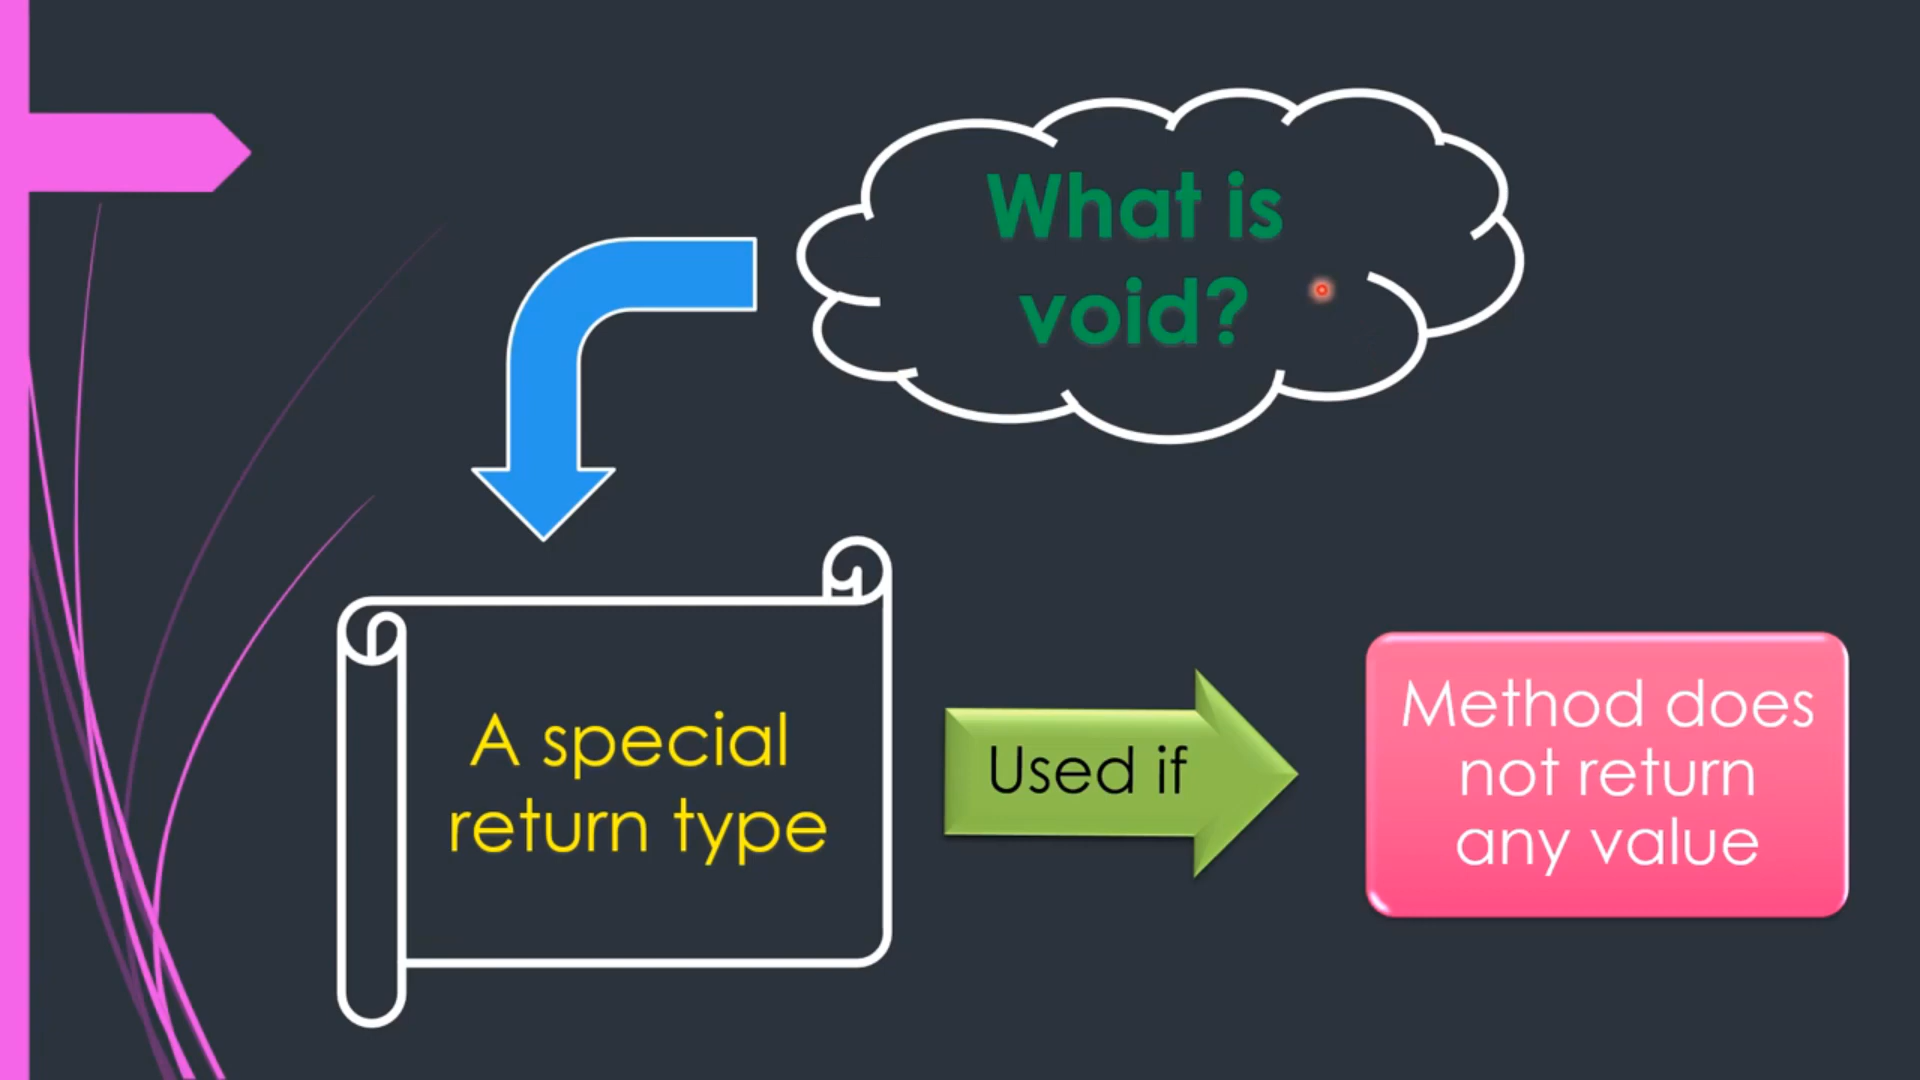 What is
void?
A special
return type
Used if
Method does
not return
any value